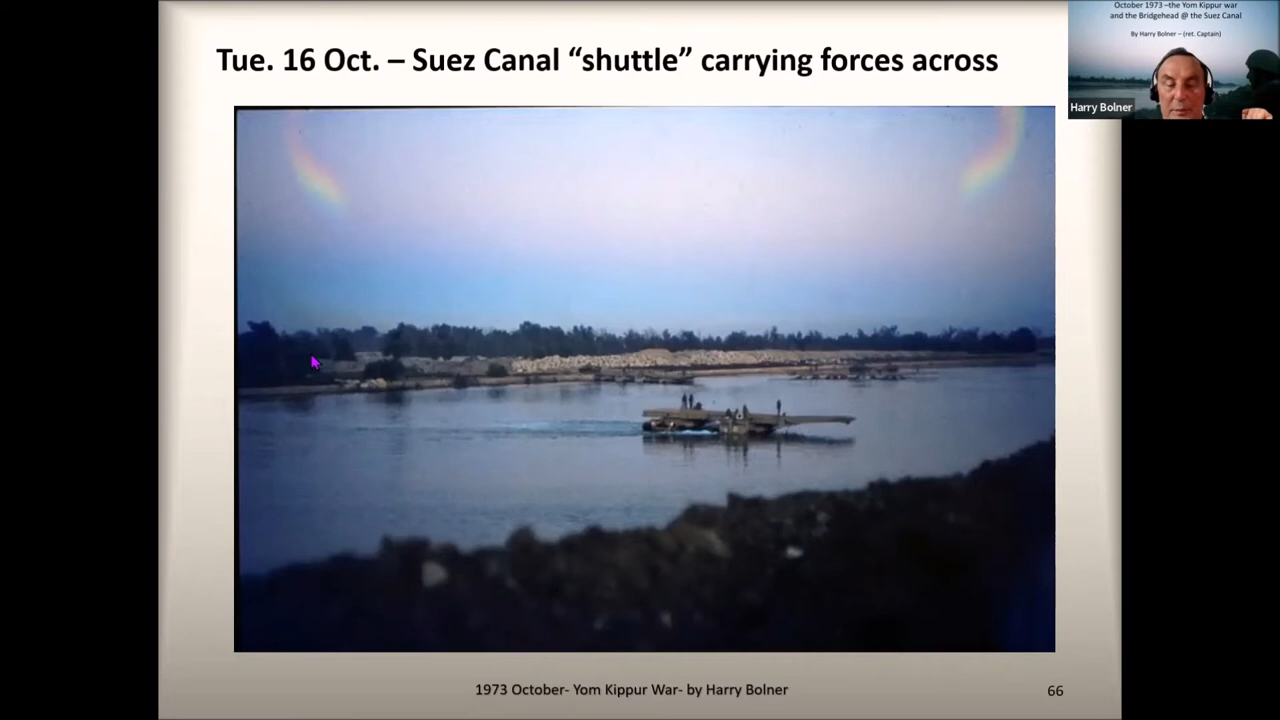 Tue. 16 Oct. – Suez Canal “shuttle” carrying forces across
October 1973 –the Yom Kippur war
and the Bridgehead @ the Suez Canal
By Harry Bolner – (ret. Captain)
Harry Bolner
1973 October- Yom Kippur War- by Harry Bolner
66